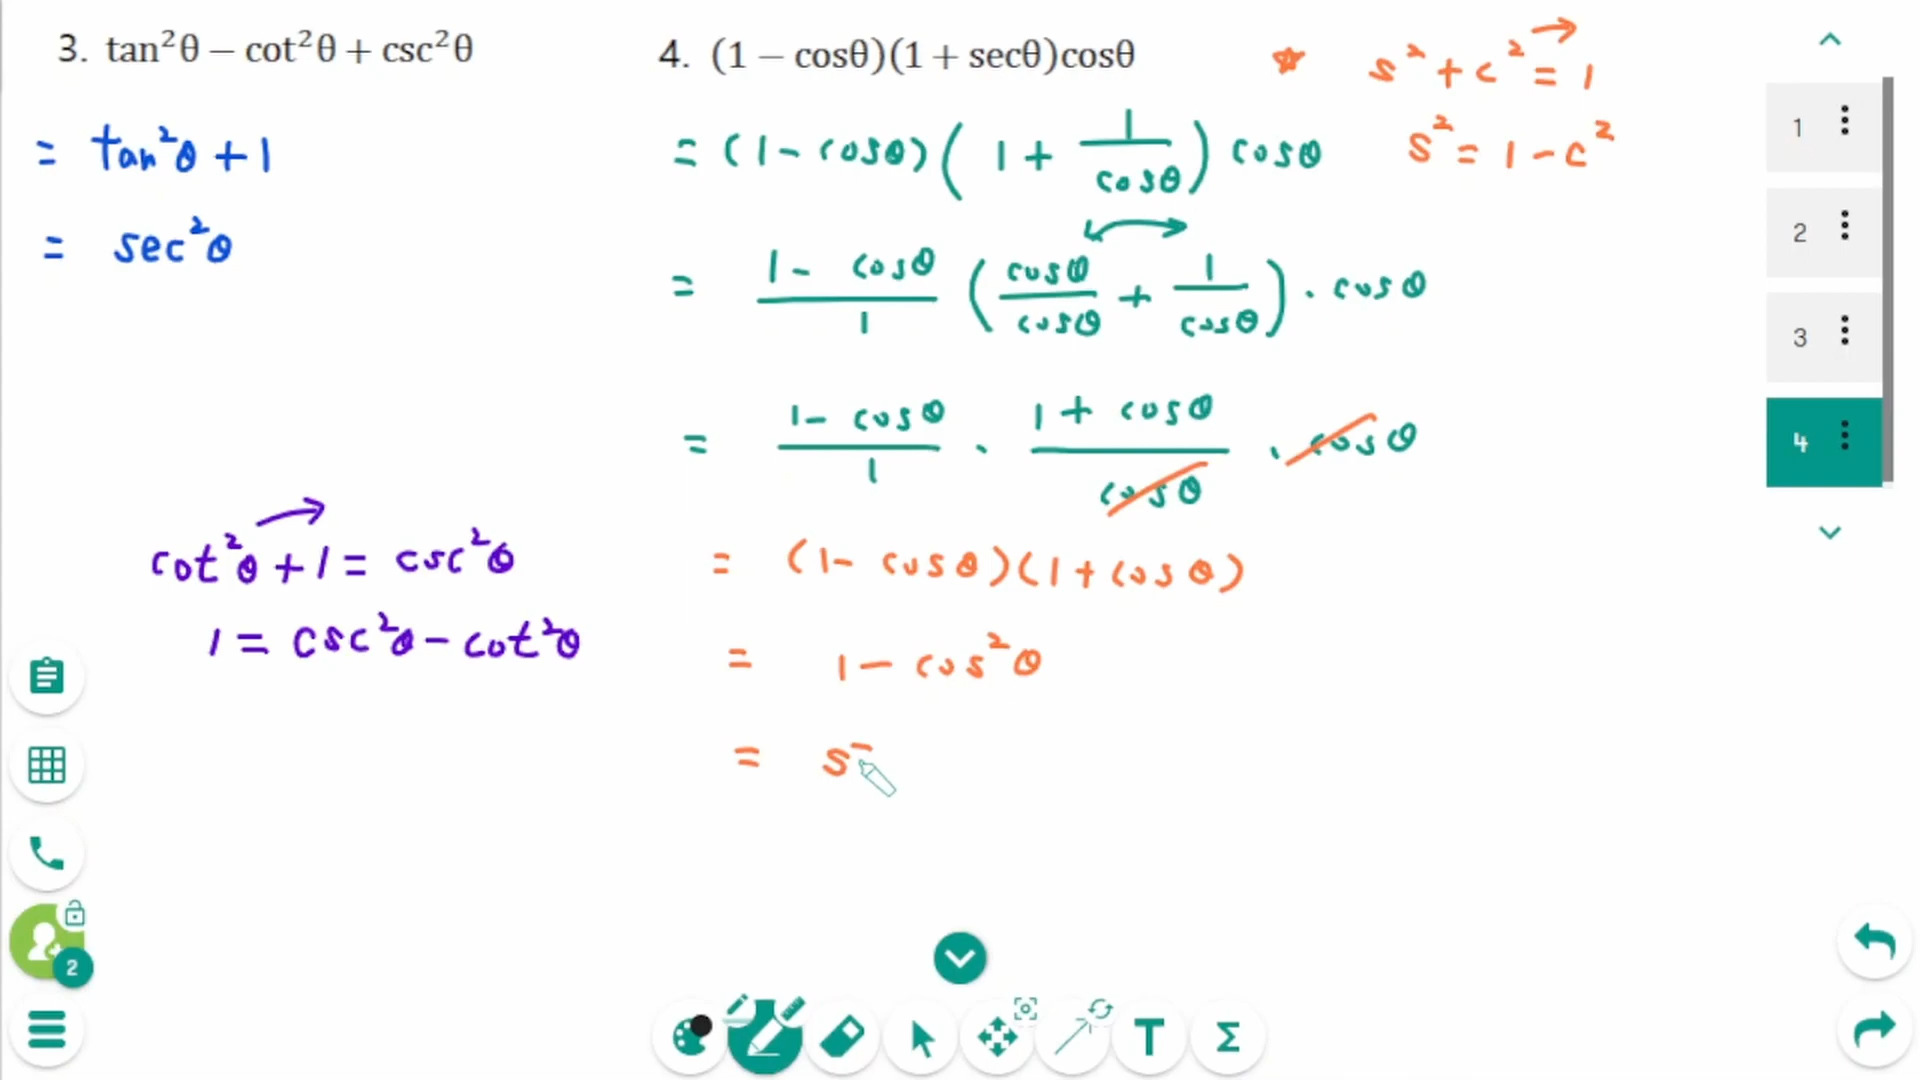 3. tan²θ − cot²θ + csc²θ
= tan²θ + 1
= sec²θ
cot²θ + 1 = csc²θ
1 = csc²θ − cot²θ
4. (1 − cosθ)(1 + secθ)cosθ
= (1 - cosθ)(1 + 1/cosθ) cosθ
= (1 - cosθ)/1 (cosθ/cosθ + 1/cosθ) · cosθ
= (1 - cosθ)/1 · (1 + cosθ)/cosθ · cosθ
= (1 - cosθ)(1 + cosθ)
= 1 - cos²θ
= s
s² + c² = 1
s² = 1 - c²
1
2
3
4
2
T
Σ